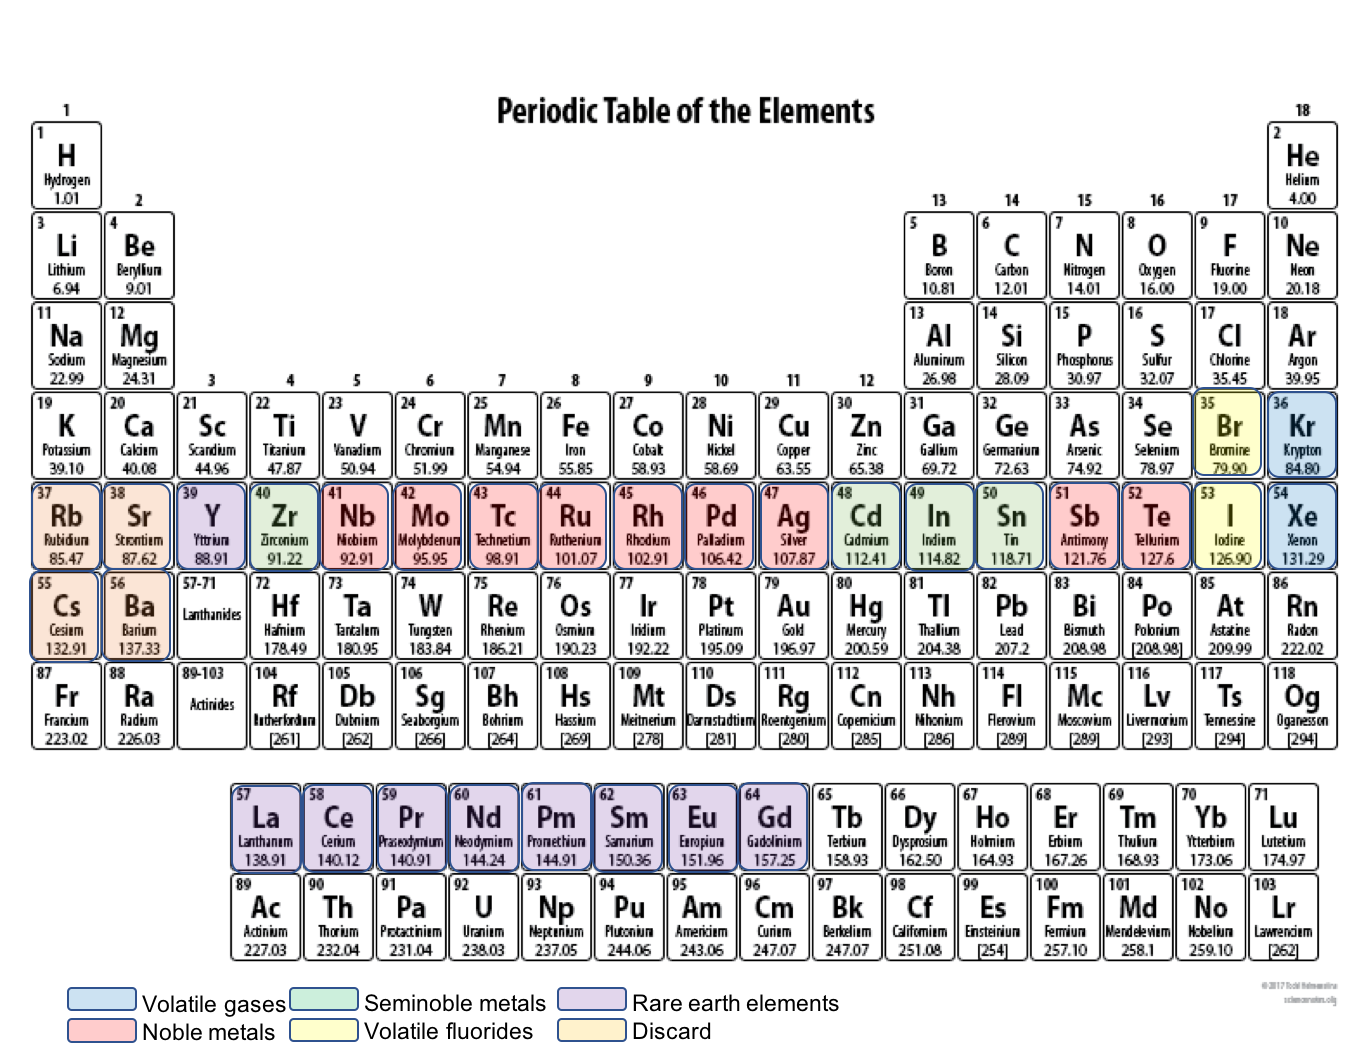 Periodic Table of the Elements
1 18
1 2
H He
Hydrogen Helium
1.01 2 13 14 15 16 17 4.00
3 4 5 6 7 8 9 10
Li Be B C N O F Ne
Lithium Beryllium Boron Carbon Nitrogen Oxygen Fluorine Neon
6.94 9.01 10.81 12.01 14.01 16.00 19.00 20.18
11 12 13 14 15 16 17 18
Na Mg Al Si P S Cl Ar
Sodium Magnesium Aluminum Silicon Phosphorus Sulfur Chlorine Argon
22.99 24.31 3 4 5 6 7 8 9 10 11 12 26.98 28.09 30.97 32.07 35.45 39.95
19 20 21 22 23 24 25 26 27 28 29 30 31 32 33 34 35 36
K Ca Sc Ti V Cr Mn Fe Co Ni Cu Zn Ga Ge As Se Br Kr
Potassium Calcium Scandium Titanium Vanadium Chromium Manganese Iron Cobalt Nickel Copper Zinc Gallium Germanium Arsenic Selenium Bromine Krypton
39.10 40.08 44.96 47.87 50.94 51.99 54.94 55.85 58.93 58.69 63.55 65.38 69.72 72.63 74.92 78.97 79.90 84.80
37 38 39 40 41 42 43 44 45 46 47 48 49 50 51 52 53 54
Rb Sr Y Zr Nb Mo Tc Ru Rh Pd Ag Cd In Sn Sb Te I Xe
Rubidium Strontium Yttrium Zirconium Niobium Molybdenum Technetium Ruthenium Rhodium Palladium Silver Cadmium Indium Tin Antimony Tellurium Iodine Xenon
85.47 87.62 88.91 91.22 92.91 95.95 98.91 101.07 102.91 106.42 107.87 112.41 114.82 118.71 121.76 127.6 126.90 131.29
55 56 57-71 72 73 74 75 76 77 78 79 80 81 82 83 84 85 86
Cs Ba Lanthanides Hf Ta W Re Os Ir Pt Au Hg Tl Pb Bi Po At Rn
Cesium Barium Hafnium Tantalum Tungsten Rhenium Osmium Iridium Platinum Gold Mercury Thallium Lead Bismuth Polonium Astatine Radon
132.91 137.33 178.49 180.95 183.84 186.21 190.23 192.22 195.09 196.97 200.59 204.38 207.2 208.98 [208.98] 209.99 222.02
87 88 89-103 104 105 106 107 108 109 110 111 112 113 114 115 116 117 118
Fr Ra Actinides Rf Db Sg Bh Hs Mt Ds Rg Cn Nh Fl Mc Lv Ts Og
Francium Radium Rutherfordium Dubnium Seaborgium Bohrium Hassium Meitnerium Darmstadtium Roentgenium Copernicium Nihonium Flerovium Moscovium Livermorium Tennessine Oganesson
223.02 226.03 [261] [262] [266] [264] [269] [278] [281] [280] [285] [286] [289] [289] [293] [294] [294]
57 58 59 60 61 62 63 64 65 66 67 68 69 70 71
La Ce Pr Nd Pm Sm Eu Gd Tb Dy Ho Er Tm Yb Lu
Lanthanum Cerium Praseodymium Neodymium Promethium Samarium Europium Gadolinium Terbium Dysprosium Holmium Erbium Thulium Ytterbium Lutetium
138.91 140.12 140.91 144.24 144.91 150.36 151.96 157.25 158.93 162.50 164.93 167.26 168.93 173.06 174.97
89 90 91 92 93 94 95 96 97 98 99 100 101 102 103
Ac Th Pa U Np Pu Am Cm Bk Cf Es Fm Md No Lr
Actinium Thorium Protactinium Uranium Neptunium Plutonium Americium Curium Berkelium Californium Einsteinium Fermium Mendelevium Nobelium Lawrencium
227.03 232.04 231.04 238.03 237.05 244.06 243.06 247.07 247.07 251.08 [254] 257.10 258.1 259.10 [262]
© 2017 Todd Helmenstine
sciencenotes.org
Volatile gases Seminoble metals Rare earth elements
Noble metals Volatile fluorides Discard